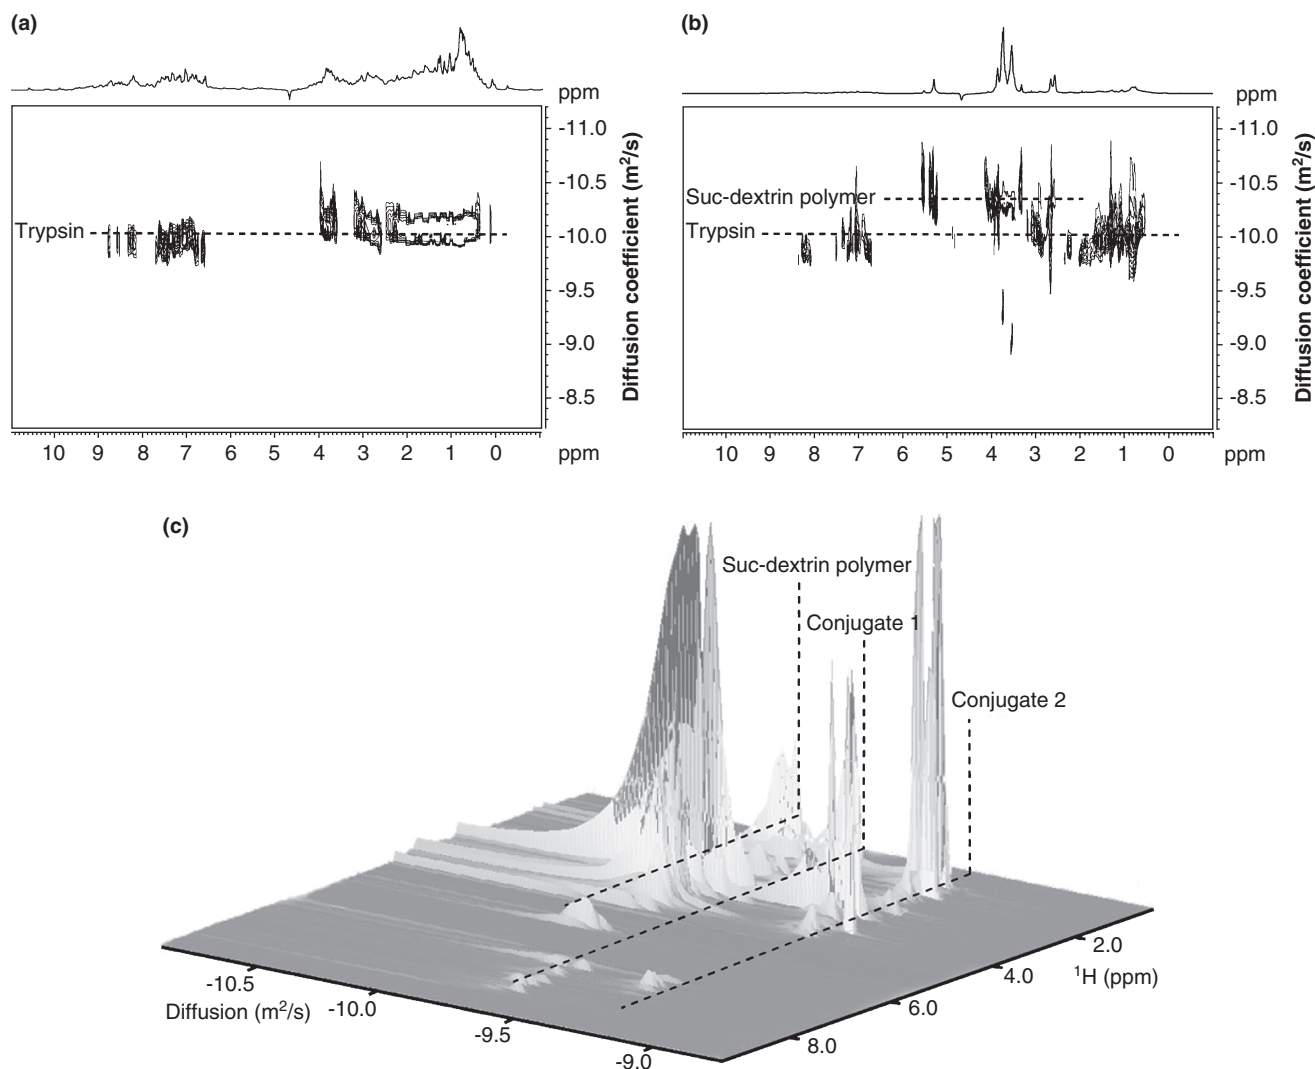 (a)
ppm
-11.0
-10.5
-10.0
-9.5
-9.0
-8.5
Diffusion coefficient (m²/s)
Trypsin
10 9 8 7 6 5 4 3 2 1 0 ppm
(b)
ppm
-11.0
-10.5
-10.0
-9.5
-9.0
-8.5
Diffusion coefficient (m²/s)
Suc-dextrin polymer
Trypsin
10 9 8 7 6 5 4 3 2 1 0 ppm
(c)
Suc-dextrin polymer
Conjugate 1
Conjugate 2
-10.5
-10.0
-9.5
-9.0
Diffusion (m²/s)
2.0
4.0
6.0
8.0
¹H (ppm)